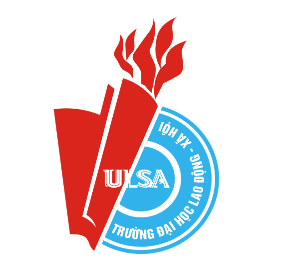 ULSA
TRƯỜNG ĐẠI HỌC LAO ĐỘNG - XÃ HỘI